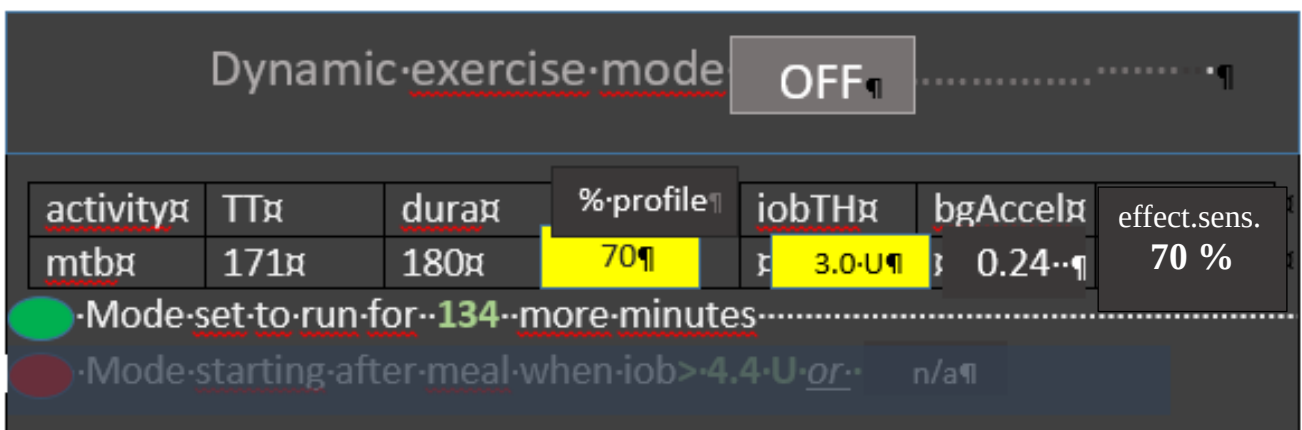 Dynamic exercise mode OFF¶ ¶
activity¤ TT¤ dura¤ %·profile¶ iobTH¤ bgAccel¤ effect.sens.
mtb¤ 171¤ 180¤ 70¶ 3.0·U¶ 0.24··¶ 70 %
·Mode·set·to·run·for··134··more·minutes
·Mode·starting·after·meal·when·iob>·4.4·U·or·· n/a¶